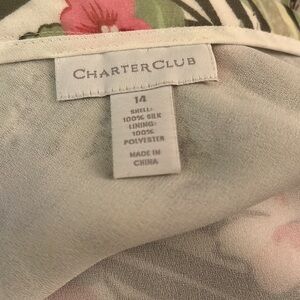 CHARTER CLUB
14
SHELL:
100% SILK
LINING:
100%
POLYESTER
MADE IN
CHINA